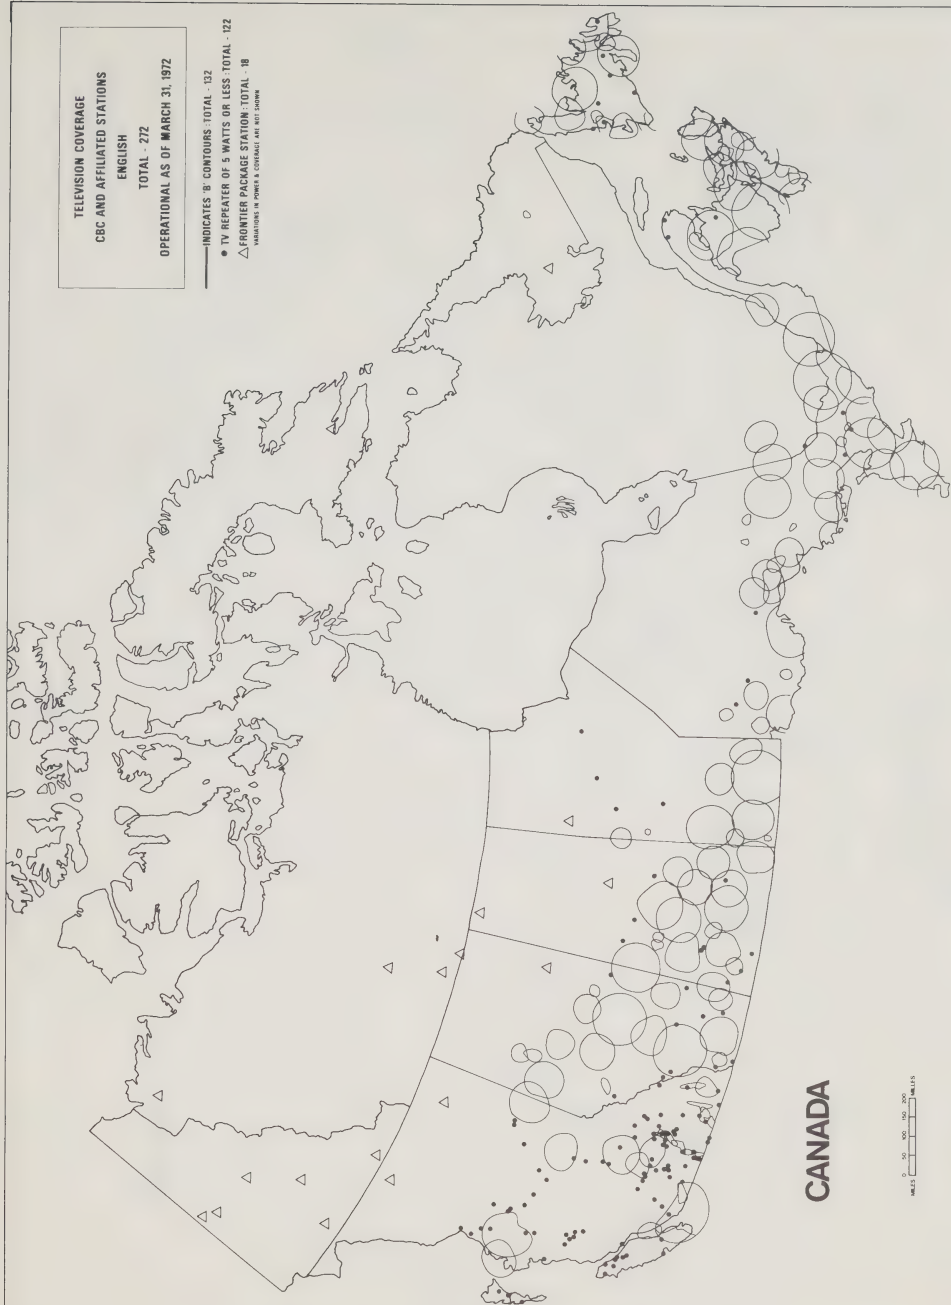 TELEVISION COVERAGE
CBC AND AFFILIATED STATIONS
ENGLISH
TOTAL - 272
OPERATIONAL AS OF MARCH 31, 1972
INDICATES 'B' CONTOURS : TOTAL - 132
TV REPEATER OF 5 WATTS OR LESS : TOTAL - 122
FRONTIER PACKAGE STATION : TOTAL - 18
VARIATIONS IN POWER & COVERAGE ARE NOT SHOWN
CANADA
MILES 0 50 100 150 200 MILES